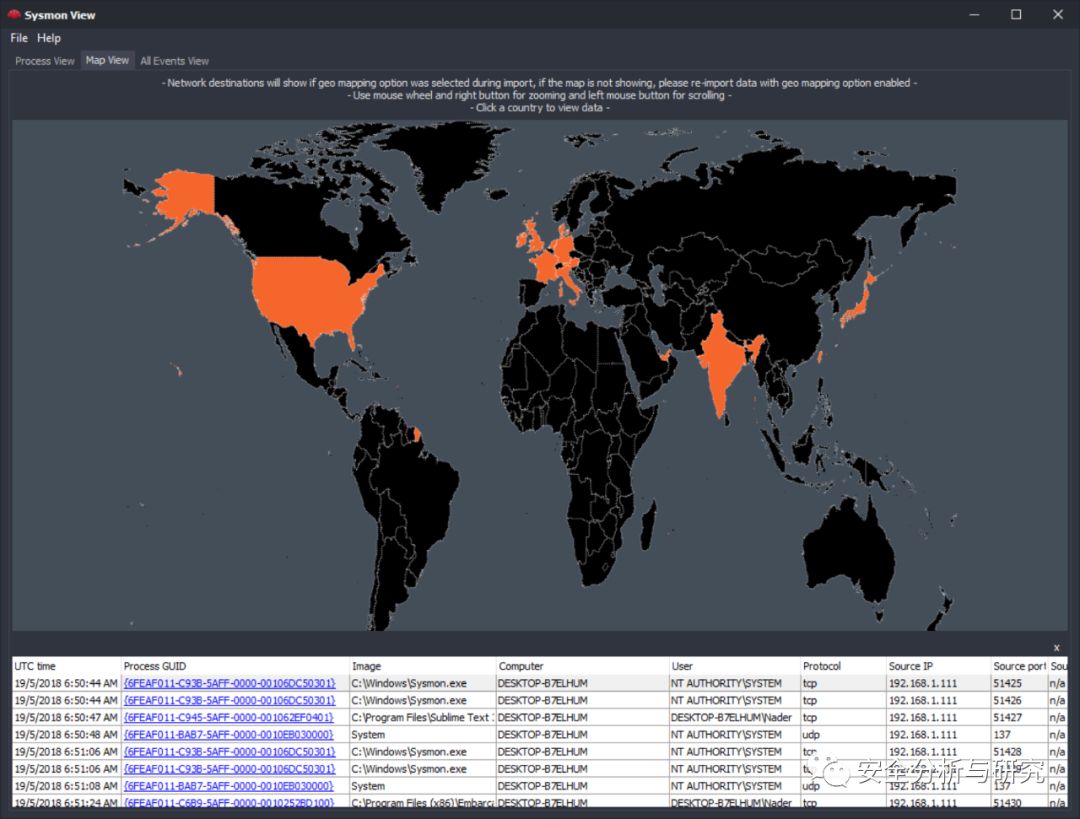 Sysmon View
File Help
Process View Map View All Events View
- Network destinations will show if geo mapping option was selected during import, if the map is not showing, please re-import data with geo mapping option enabled -
- Use mouse wheel and right button for zooming and left mouse button for scrolling -
- Click a country to view data -
x
UTC time Process GUID Image Computer User Protocol Source IP Source port Sou
19/5/2018 6:50:44 AM {6FEAF011-C93B-5AFF-0000-00106DC50301} C:\Windows\Sysmon.exe DESKTOP-B7ELHUM NT AUTHORITY\SYSTEM tcp 192.168.1.111 51425 n/a
19/5/2018 6:50:44 AM {6FEAF011-C93B-5AFF-0000-00106DC50301} C:\Windows\Sysmon.exe DESKTOP-B7ELHUM NT AUTHORITY\SYSTEM tcp 192.168.1.111 51426 n/a
19/5/2018 6:50:47 AM {6FEAF011-C945-5AFF-0000-001062EF0401} C:\Program Files\Sublime Text DESKTOP-B7ELHUM DESKTOP-B7ELHUM\Nader tcp 192.168.1.111 51427 n/a
19/5/2018 6:50:48 AM {6FEAF011-BAB7-5AFF-0000-0010EB030000} System DESKTOP-B7ELHUM NT AUTHORITY\SYSTEM udp 192.168.1.111 137 n/a
19/5/2018 6:51:06 AM {6FEAF011-C93B-5AFF-0000-00106DC50301} C:\Windows\Sysmon.exe DESKTOP-B7ELHUM NT AUTHORITY\SYSTEM tcp 192.168.1.111 51428 n/a
19/5/2018 6:51:06 AM {6FEAF011-C93B-5AFF-0000-00106DC50301} C:\Windows\Sysmon.exe DESKTOP-B7ELHUM NT AUTHORITY\SYSTEM n/a
19/5/2018 6:51:08 AM {6FEAF011-BAB7-5AFF-0000-0010EB030000} System DESKTOP-B7ELHUM NT AUTHORITY\SYSTEM udp 192.168.1.111 137 n/a
19/5/2018 6:51:24 AM {6FEAF011-C6B9-5AFF-0000-0010252BD100} C:\Program Files (x86)\Embarc DESKTOP-B7ELHUM DESKTOP-B7ELHUM\Nader tcp 192.168.1.111 51430 n/a
安全分析与研究